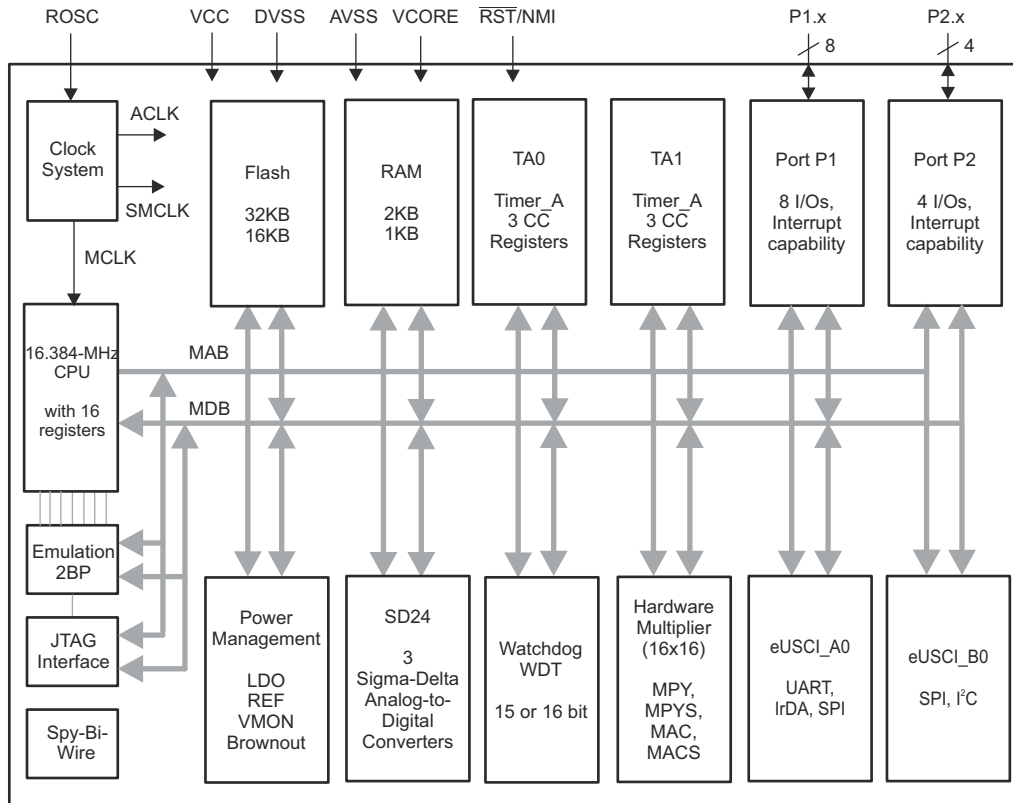 ROSC
VCC
DVSS
AVSS
VCORE
RST/NMI
P1.x
P2.x
8
4
Clock
System
ACLK
SMCLK
MCLK
Flash
32KB
16KB
RAM
2KB
1KB
TA0
Timer_A
3 CC
Registers
TA1
Timer_A
3 CC
Registers
Port P1
8 I/Os,
Interrupt
capability
Port P2
4 I/Os,
Interrupt
capability
16.384-MHz
CPU
with 16
registers
MAB
MDB
Emulation
2BP
JTAG
Interface
Spy-Bi-
Wire
Power
Management
LDO
REF
VMON
Brownout
SD24
3
Sigma-Delta
Analog-to-
Digital
Converters
Watchdog
WDT
15 or 16 bit
Hardware
Multiplier
(16x16)
MPY,
MPYS,
MAC,
MACS
eUSCI_A0
UART,
IrDA, SPI
eUSCI_B0
SPI, I²C